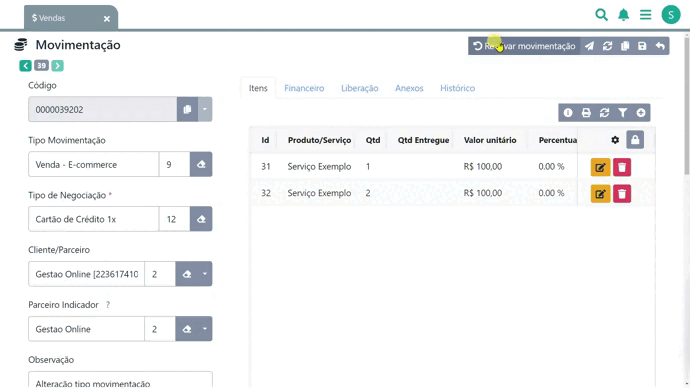 $ Vendas
S
Movimentação
movimentação
39
Código
0000039202
Tipo Movimentação
Venda - E-commerce 9
Tipo de Negociação *
Cartão de Crédito 1x 12
Cliente/Parceiro
Gestao Online [223617410 2
Parceiro Indicador ?
Gestao Online 2
Observação
Alteração tipo movimentação
Itens Financeiro Liberação Anexos Histórico
Id Produto/Serviço Qtd Qtd Entregue Valor unitário Percentua
31 Serviço Exemplo 1 R$ 100,00 0.00 %
32 Serviço Exemplo 2 R$ 100,00 0.00 %